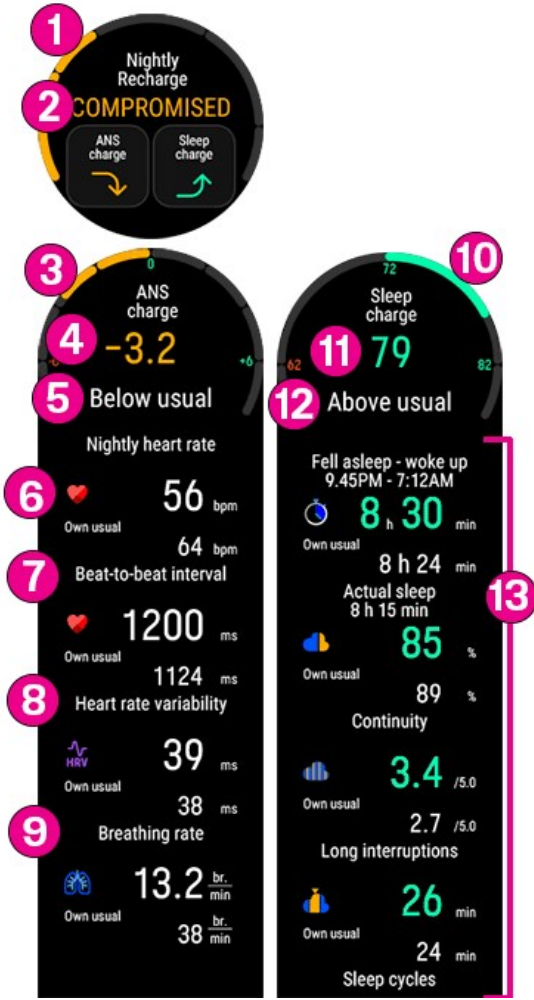 1
Nightly
Recharge
2
COMPROMISED
ANS
charge
Sleep
charge
3
0
ANS
charge
4
-3.2
+6
5
Below usual
Nightly heart rate
6
56 bpm
Own usual
64 bpm
7
Beat-to-beat interval
1200 ms
Own usual
1124 ms
8
Heart rate variability
HRV
39 ms
Own usual
38 ms
9
Breathing rate
13.2 br.
min
Own usual
38 br.
min
10
72
Sleep
charge
11
79
62
82
12
Above usual
13
Fell asleep - woke up
9.45PM - 7:12AM
8 h 30 min
Own usual
8 h 24 min
Actual sleep
8 h 15 min
85 %
Own usual
89 %
Continuity
3.4 /5.0
Own usual
2.7 /5.0
Long interruptions
26 min
Own usual
24 min
Sleep cycles